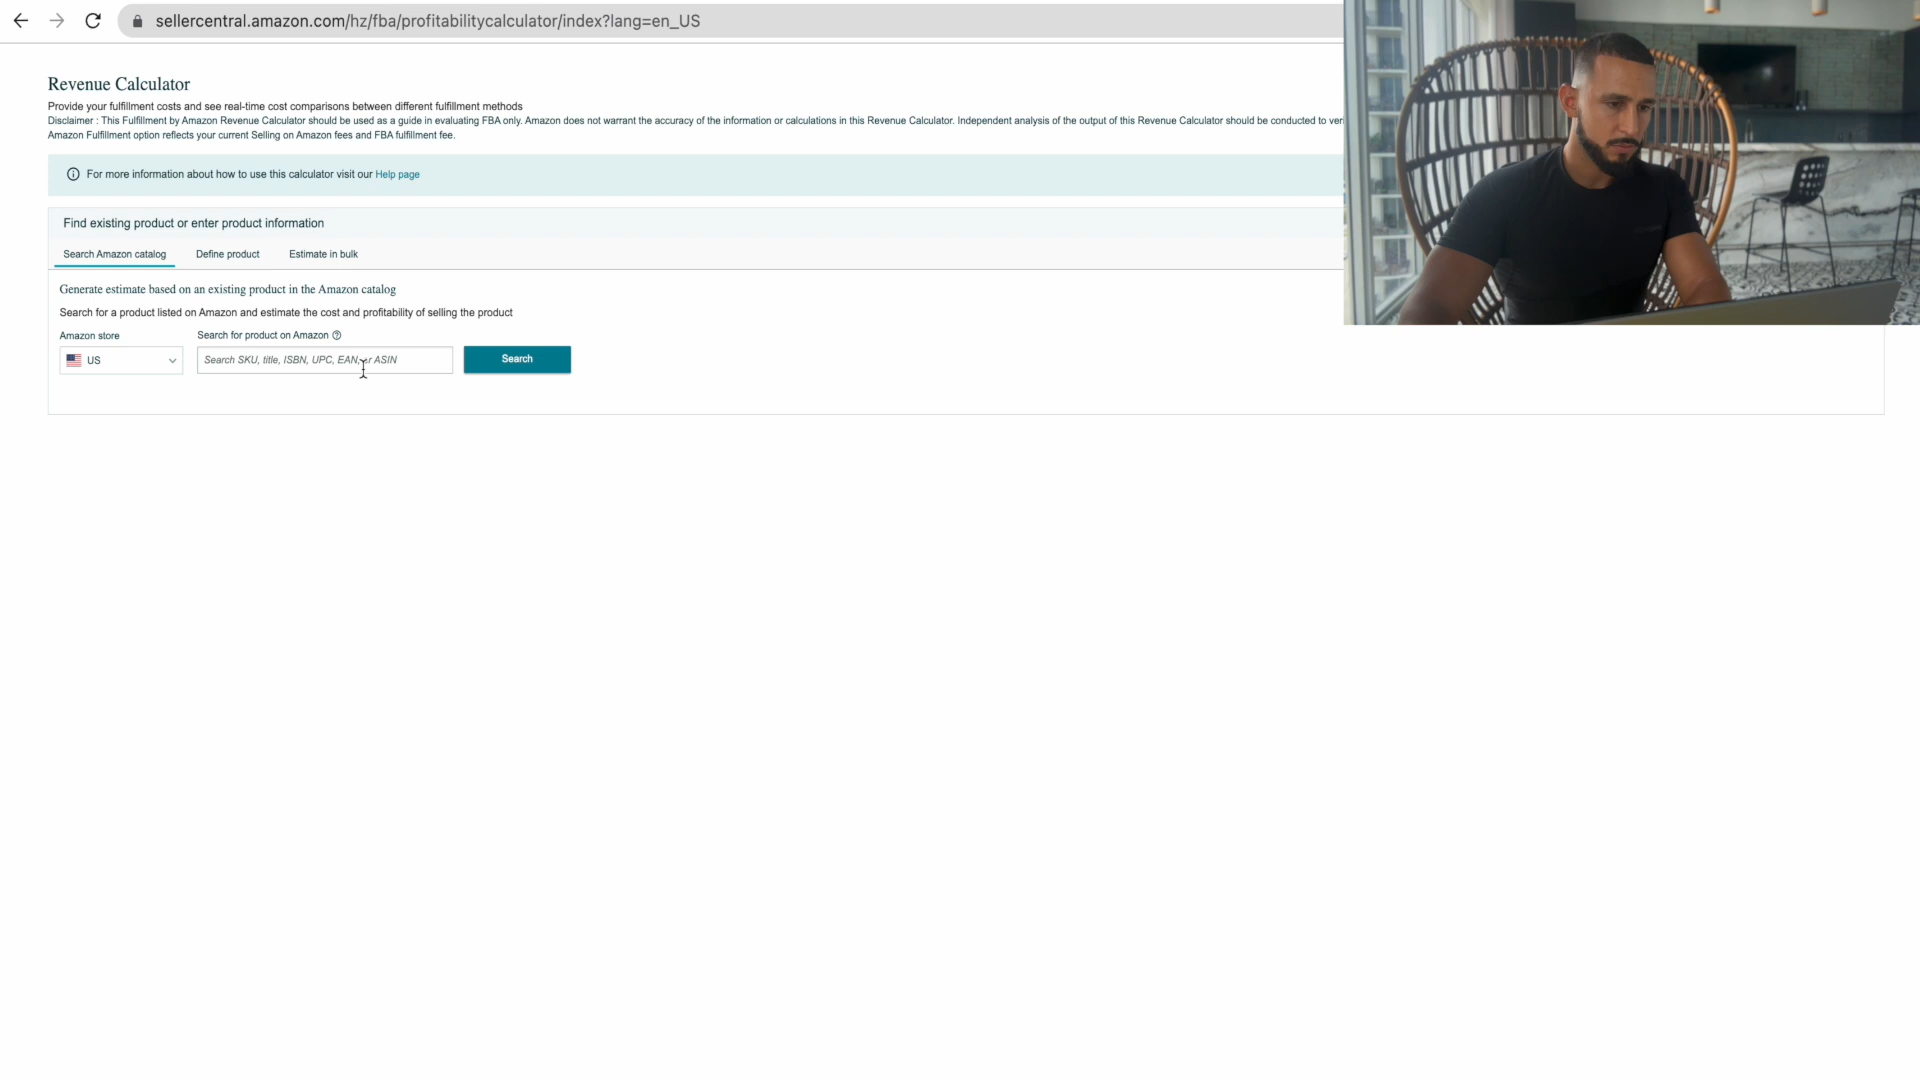 sellercentral.amazon.com/hz/fba/profitabilitycalculator/index?lang=en_US
Revenue Calculator
Provide your fulfillment costs and see real-time cost comparisons between different fulfillment methods
Disclaimer : This Fulfillment by Amazon Revenue Calculator should be used as a guide in evaluating FBA only. Amazon does not warrant the accuracy of the information or calculations in this Revenue Calculator. Independent analysis of the output of this Revenue Calculator should be conducted to ver
Amazon Fulfillment option reflects your current Selling on Amazon fees and FBA fulfillment fee.
For more information about how to use this calculator visit our Help page
Find existing product or enter product information
Search Amazon catalog Define product Estimate in bulk
Generate estimate based on an existing product in the Amazon catalog
Search for a product listed on Amazon and estimate the cost and profitability of selling the product
Amazon store Search for product on Amazon
US Search SKU, title, ISBN, UPC, EAN, or ASIN Search